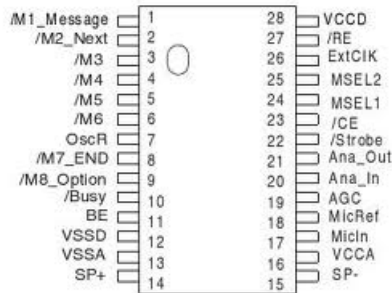 /M1_Message 1 28 VCCD
/M2_Next 2 27 /RE
/M3 3 26 ExtClK
/M4 4 25 MSEL2
/M5 5 24 MSEL1
/M6 6 23 /CE
OscR 7 22 /Strobe
/M7_END 8 21 Ana_Out
/M8_Option 9 20 Ana_In
/Busy 10 19 AGC
BE 11 18 MicRef
VSSD 12 17 MicIn
VSSA 13 16 VCCA
SP+ 14 15 SP-